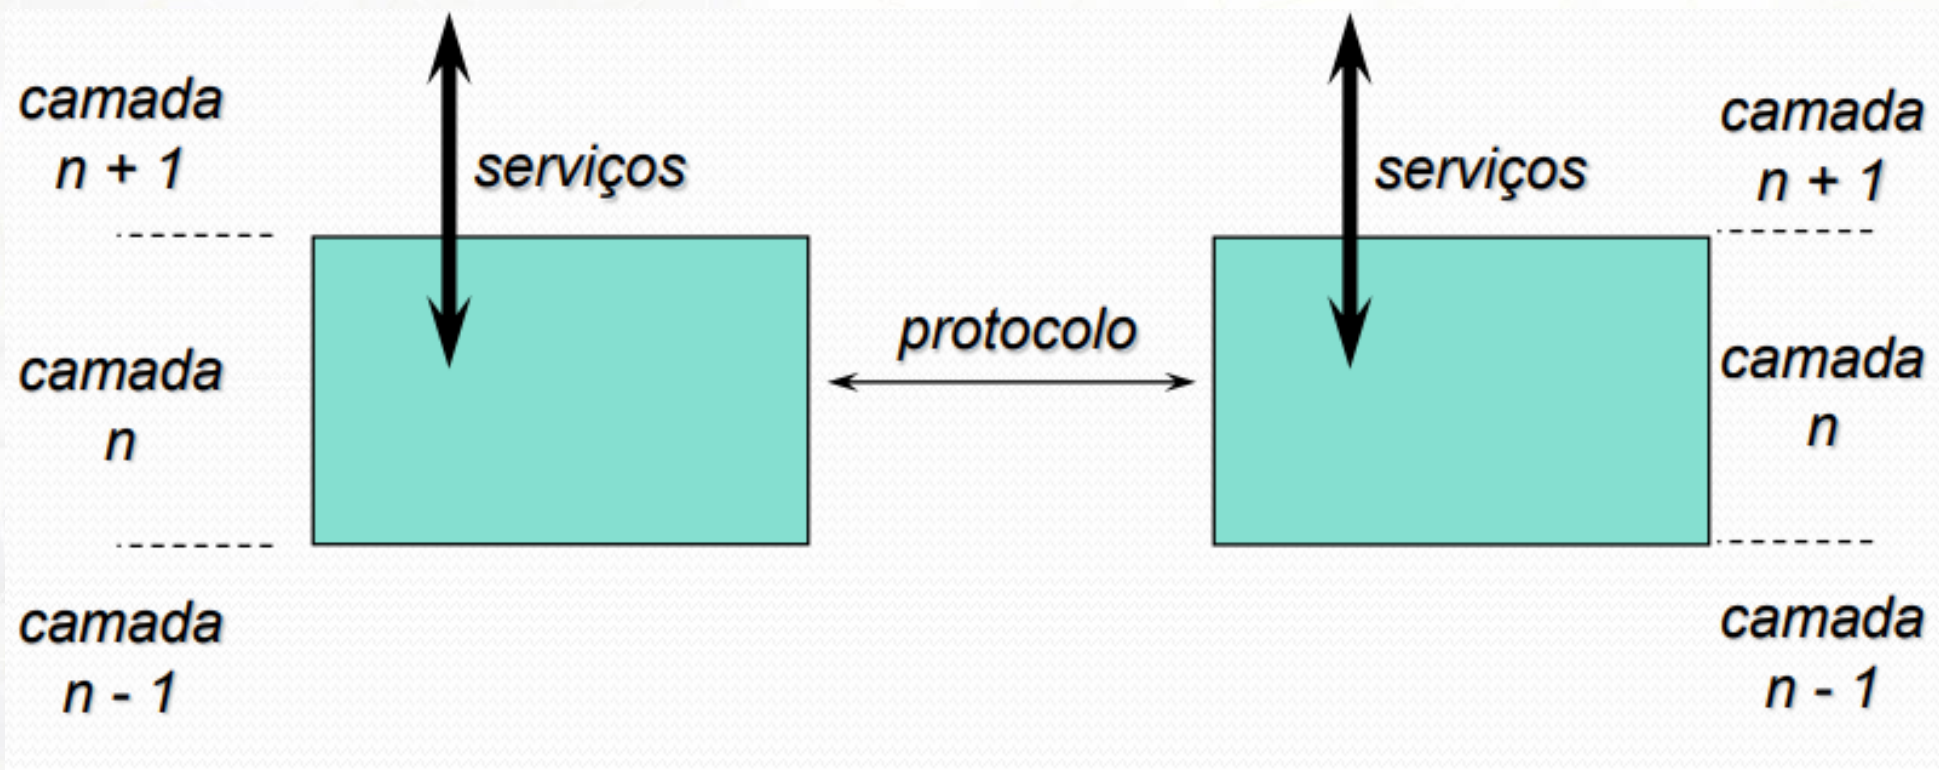 camada
n + 1
serviços
serviços
camada
n + 1
camada
n
protocolo
camada
n
camada
n - 1
camada
n - 1